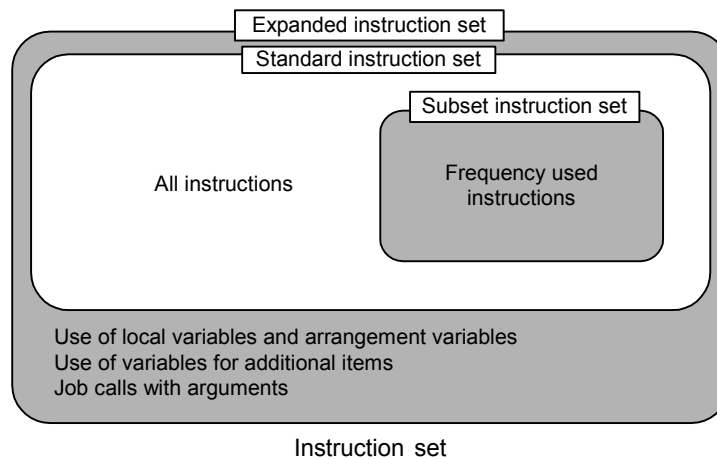 Expanded instruction set
Standard instruction set
Subset instruction set
All instructions
Frequency used
instructions
Use of local variables and arrangement variables
Use of variables for additional items
Job calls with arguments
Instruction set